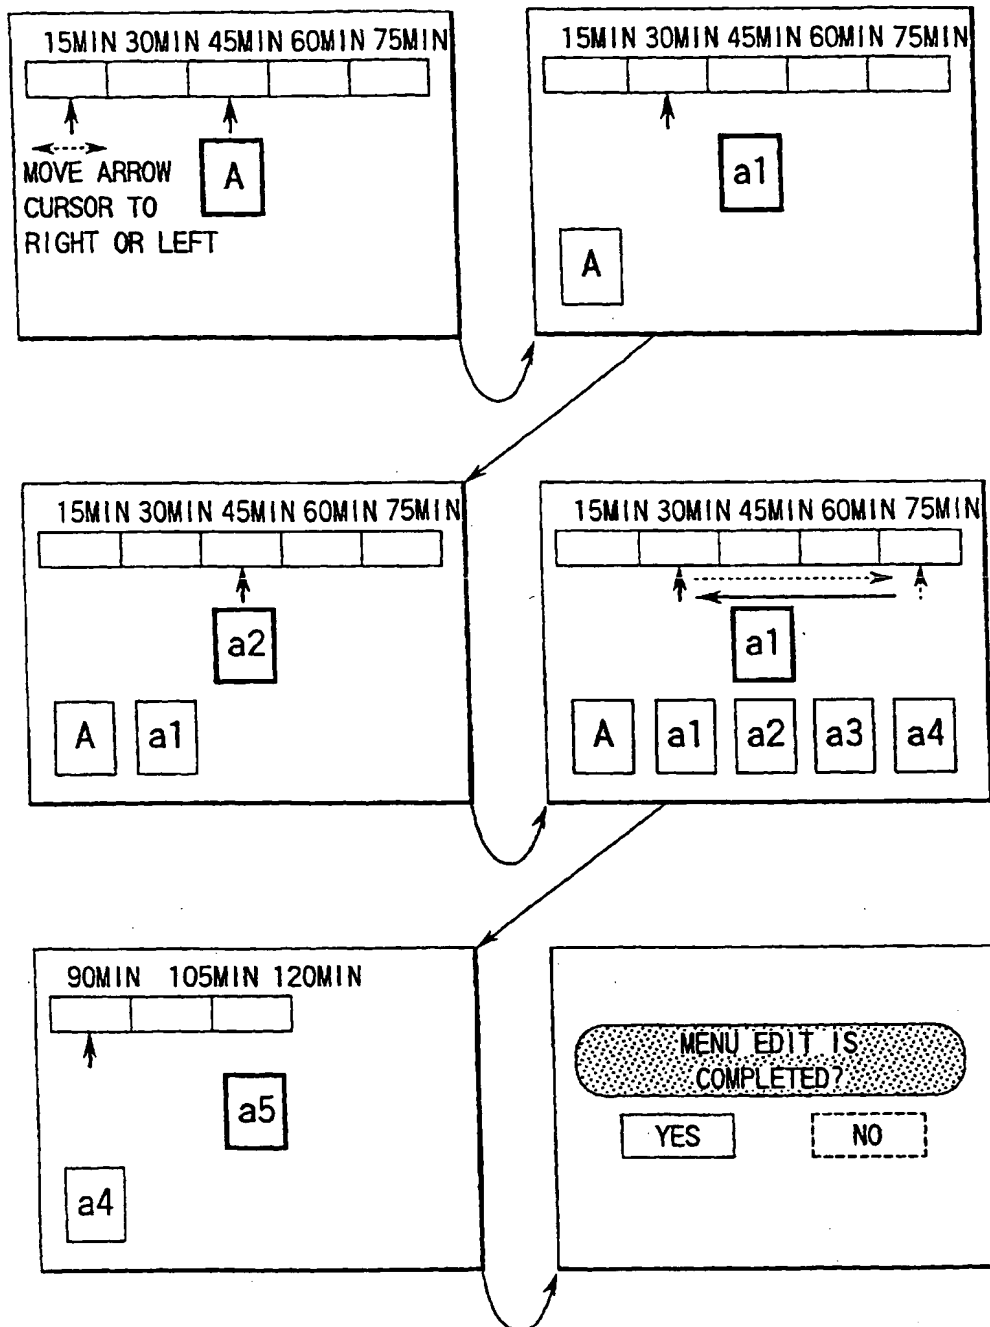 15MIN 30MIN 45MIN 60MIN 75MIN
MOVE ARROW
CURSOR TO
RIGHT OR LEFT
A
15MIN 30MIN 45MIN 60MIN 75MIN
a1
A
15MIN 30MIN 45MIN 60MIN 75MIN
a2
A a1
15MIN 30MIN 45MIN 60MIN 75MIN
a1
A a1 a2 a3 a4
90MIN 105MIN 120MIN
a5
a4
MENU EDIT IS
COMPLETED?
YES NO